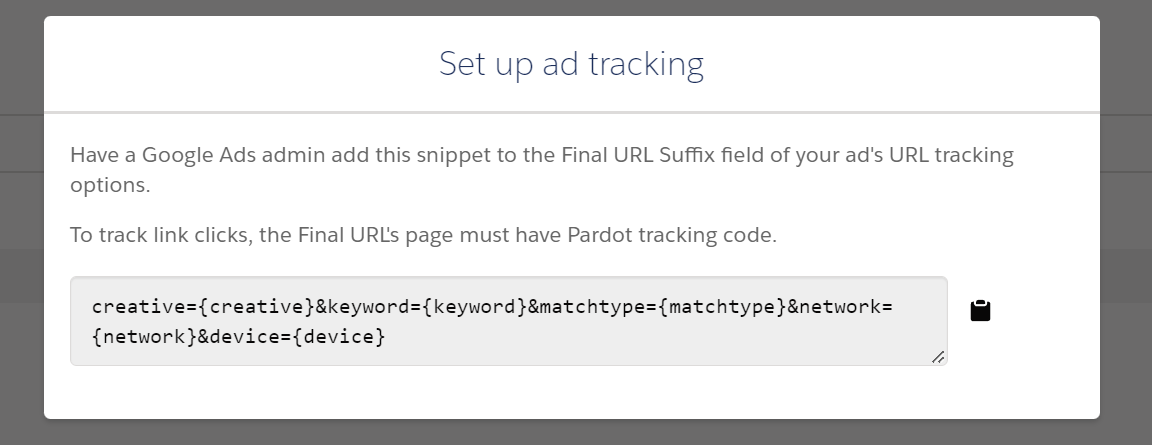 Set up ad tracking
Have a Google Ads admin add this snippet to the Final URL Suffix field of your ad's URL tracking
options.
To track link clicks, the Final URL's page must have Pardot tracking code.
creative={creative}&keyword={keyword}&matchtype={matchtype}&network=
{network}&device={device}